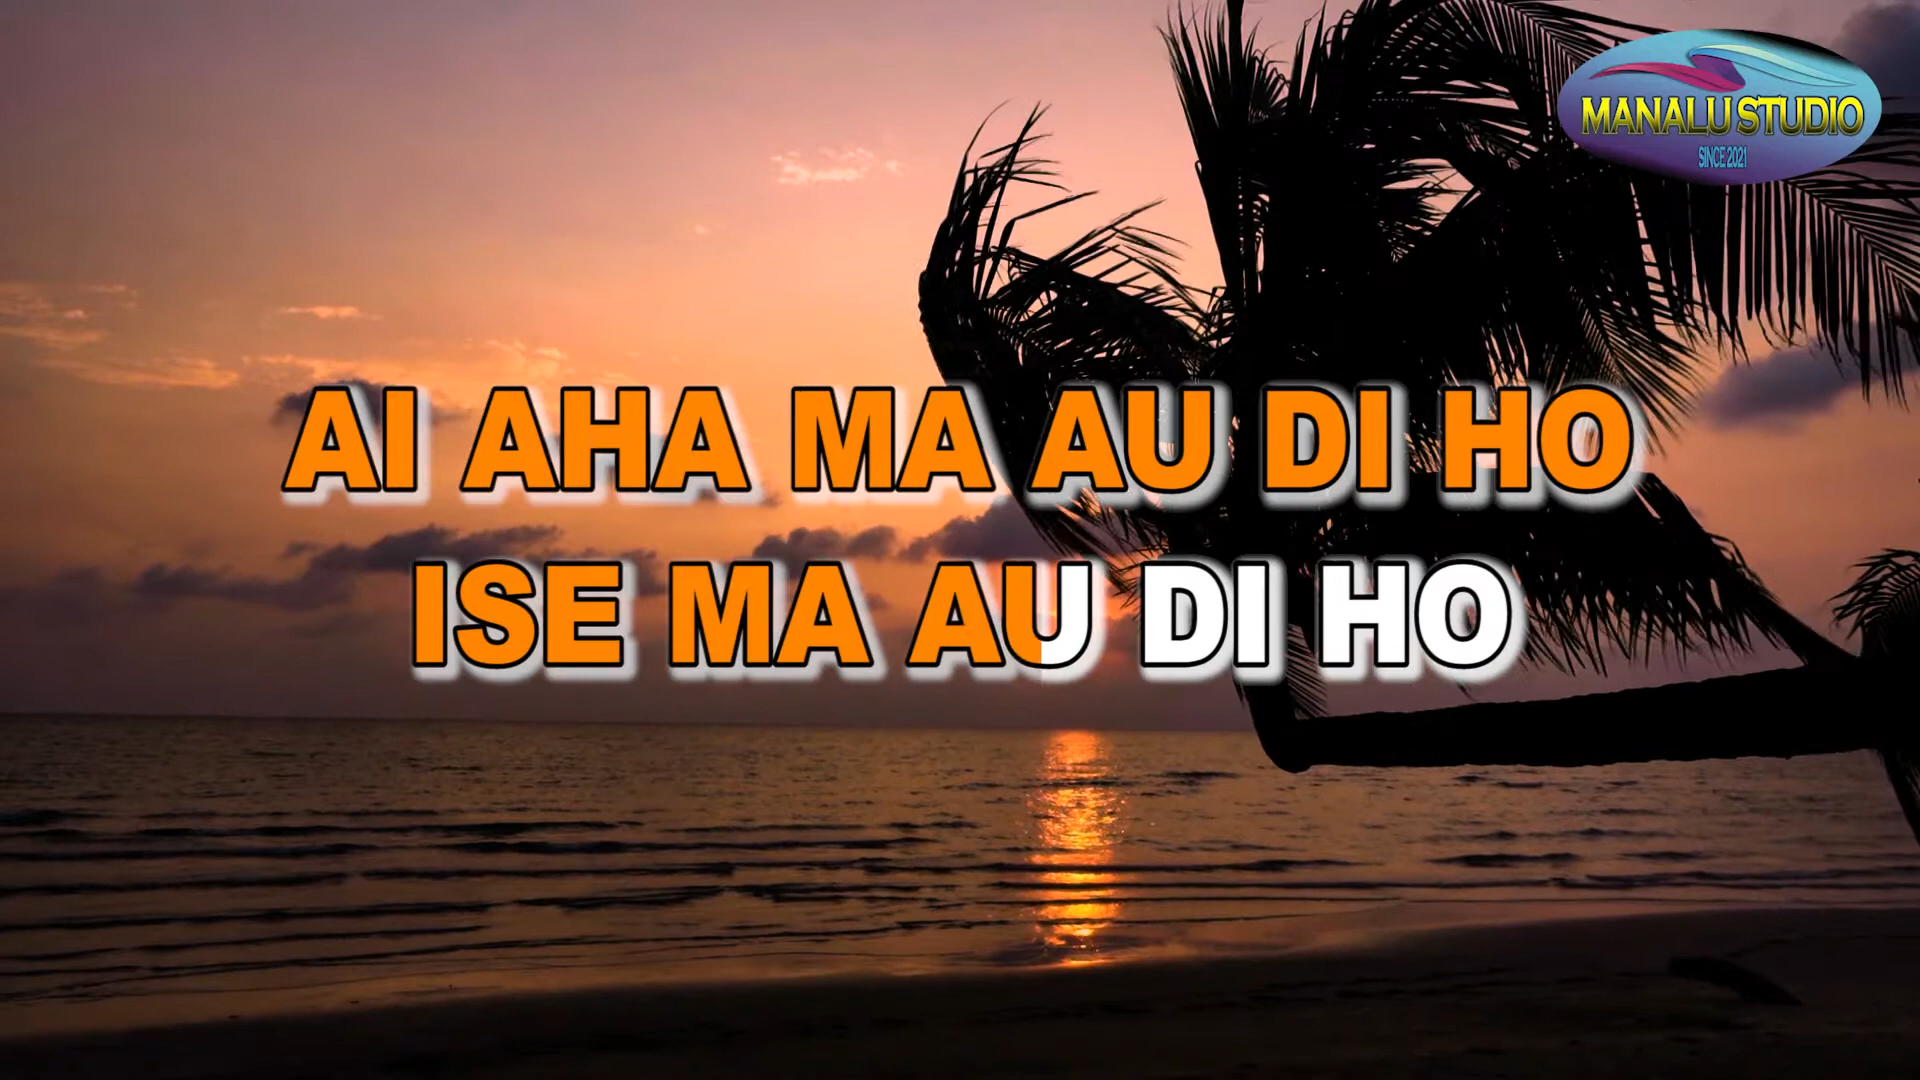 MANALU STUDIO
SINCE 2021
AI AHA MA AU DI HO
ISE MA AU DI HO